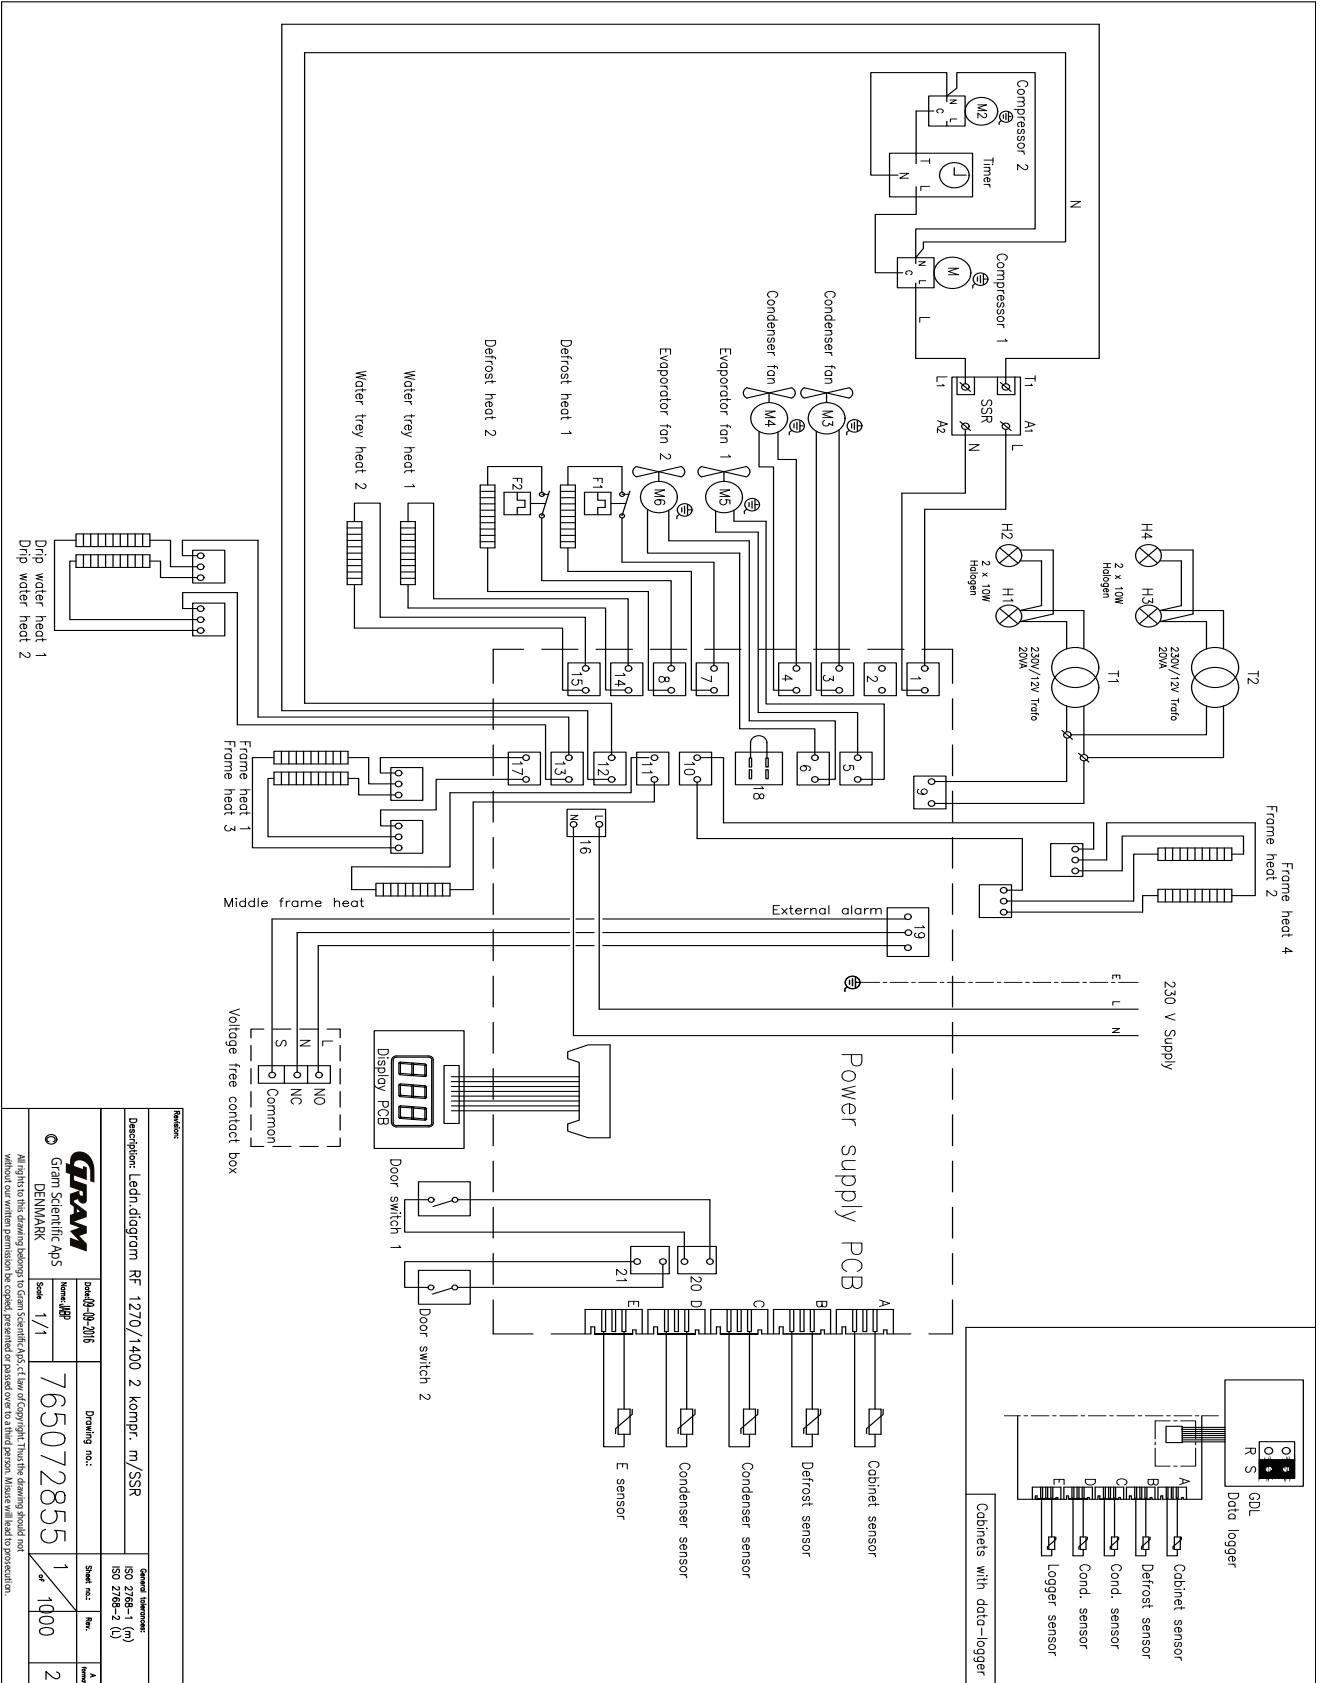 Compressor 2
M2
N
L
C
Timer
T
L
N
N
Compressor 1
M
N
L
C
L
T1
L1
SSR
A1
A2
L
N
Condenser fan
M3
Condenser fan
M4
Evaporator fan 1
M5
Evaporator fan 2
M6
Defrost heat 1
F1
Defrost heat 2
F2
Water trey heat 1
Water trey heat 2
Drip water heat 1
Drip water heat 2
H4
H3
2 x 10W
Halogen
H2
H1
2 x 10W
Halogen
T2
230V/12V Trafo
20VA
T1
230V/12V Trafo
20VA
1
2
3
4
7
8
14
15
9
5
6
18
10
11
12
13
17
L
N
16
Frame heat 4
Frame heat 2
Frame heat 1
Frame heat 3
Middle frame heat
External alarm
19
230 V Supply
E
L
N
Power supply PCB
Display PCB
Voltage free contact box
L
N
S
NO
NC
Common
Door switch 1
Door switch 2
20
21
A
B
C
D
E
Cabinet sensor
Defrost sensor
Condenser sensor
Condenser sensor
E sensor
GDL
Data logger
R S
A
B
C
D
E
Cabinet sensor
Defrost sensor
Cond. sensor
Cond. sensor
Logger sensor
Cabinets with data-logger
Revision:
Description: Ledn.diagram RF 1270/1400 2 kompr. m/SSR
General tolerances:
ISO 2768-1 (m)
ISO 2768-2 (L)
GRAM
© Gram Scientific ApS
DENMARK
Date:09-09-2016
Name:
Scale 1/1
Drawing no.:
765072855
Sheet no.:
1 of 1000
Rev.
A
2
All rights to this drawing belongs to Gram Scientific ApS, cf. law of Copyright. Thus the drawing should not
without our written permission be copied, presented or passed over to a third person. Misuse will lead to prosecution.